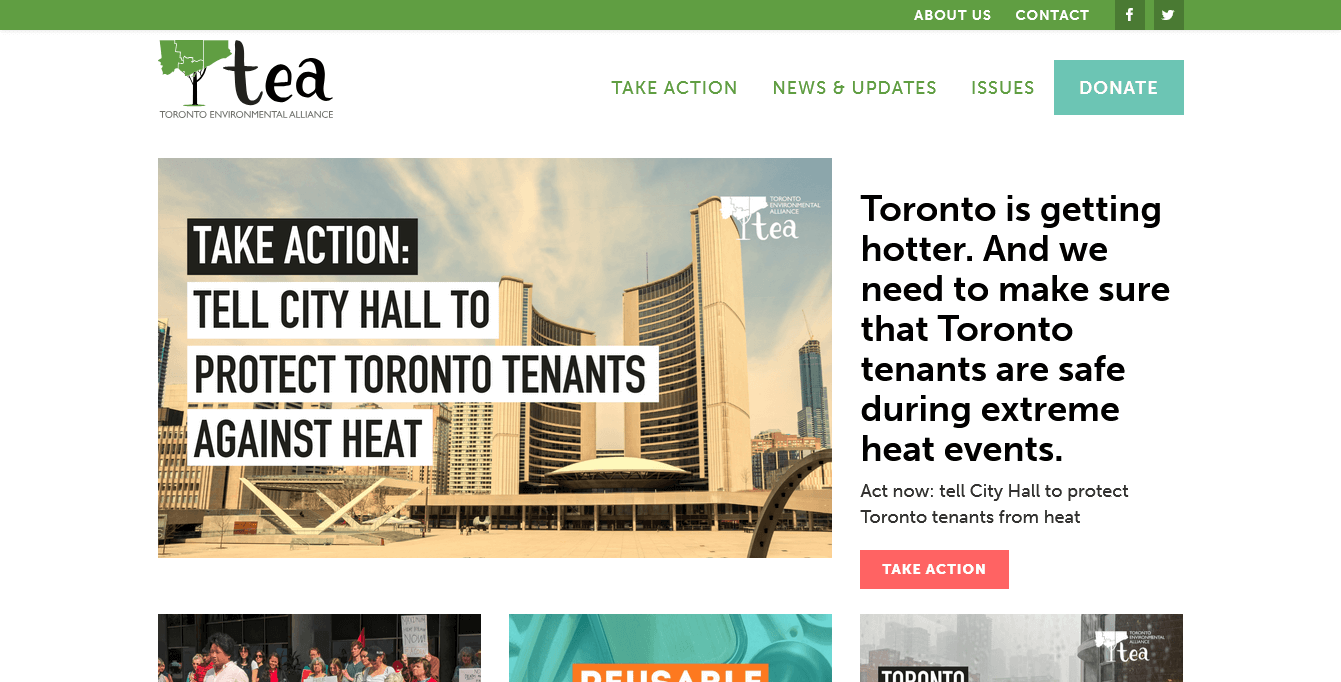 ABOUT US
CONTACT
tea
TORONTO ENVIRONMENTAL ALLIANCE
TAKE ACTION
NEWS & UPDATES
ISSUES
DONATE
TORONTO
ENVIRONMENTAL
ALLIANCE
tea
TAKE ACTION:
TELL CITY HALL TO
PROTECT TORONTO TENANTS
AGAINST HEAT
Toronto is getting
hotter. And we
need to make sure
that Toronto
tenants are safe
during extreme
heat events.
Act now: tell City Hall to protect
Toronto tenants from heat
TAKE ACTION
NOW!
REUSABLE
TORONTO
ENVIRONMENTAL
ALLIANCE
tea
TORONTO